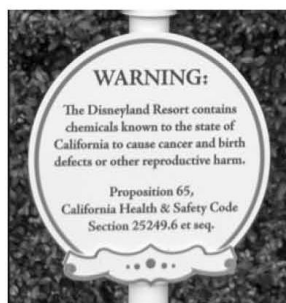 WARNING:
The Disneyland Resort contains
chemicals known to the state of
California to cause cancer and birth
defects or other reproductive harm.
Proposition 65,
California Health & Safety Code
Section 25249.6 et seq.